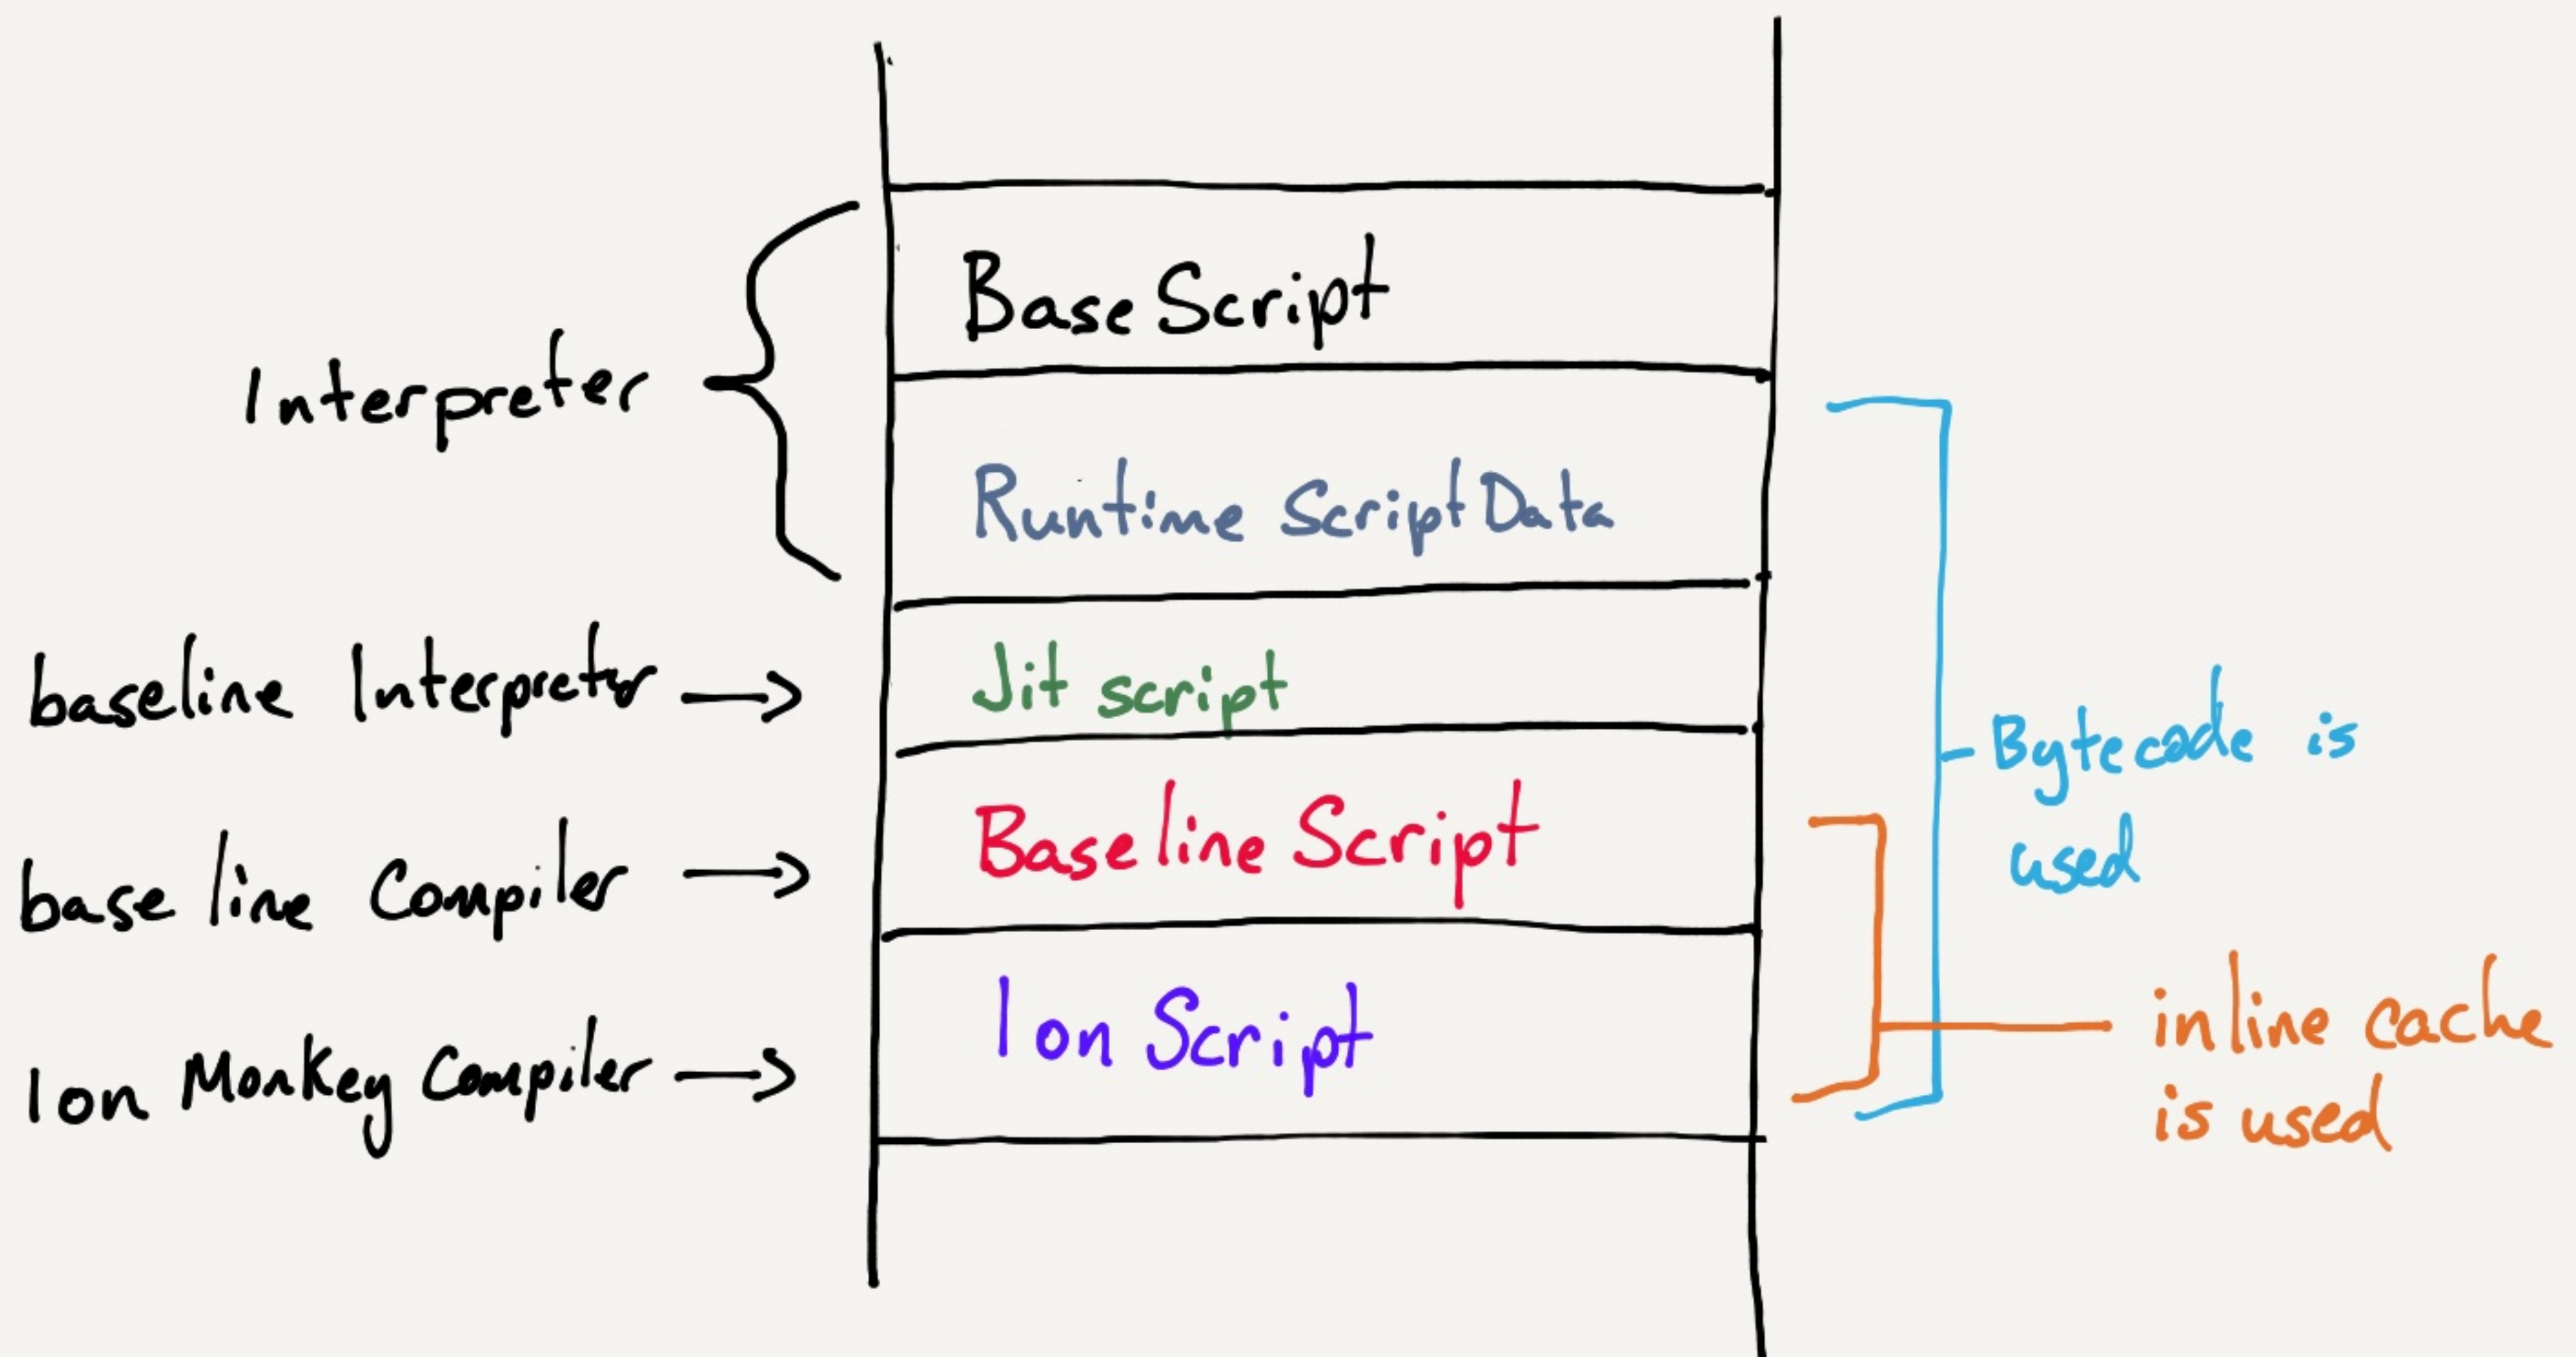 Base Script
Interpreter
Runtime Script Data
baseline Interpreter
Jit script
Bytecode is
used
base line Compiler
Baseline Script
Ion Monkey Compiler
Ion Script
inline cache
is used